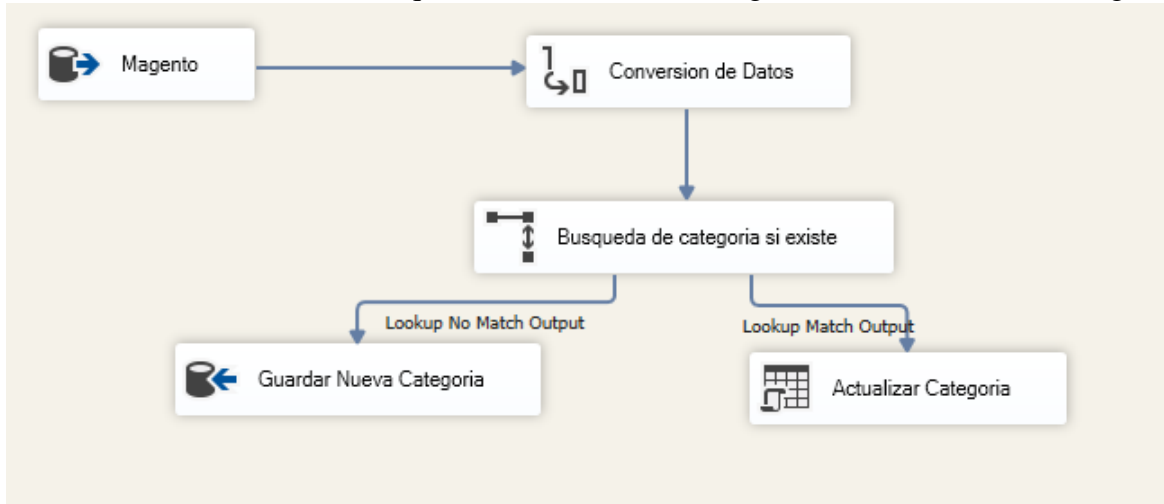 Magento
Conversion de Datos
Busqueda de categoria si existe
Lookup No Match Output
Lookup Match Output
Guardar Nueva Categoria
Actualizar Categoria